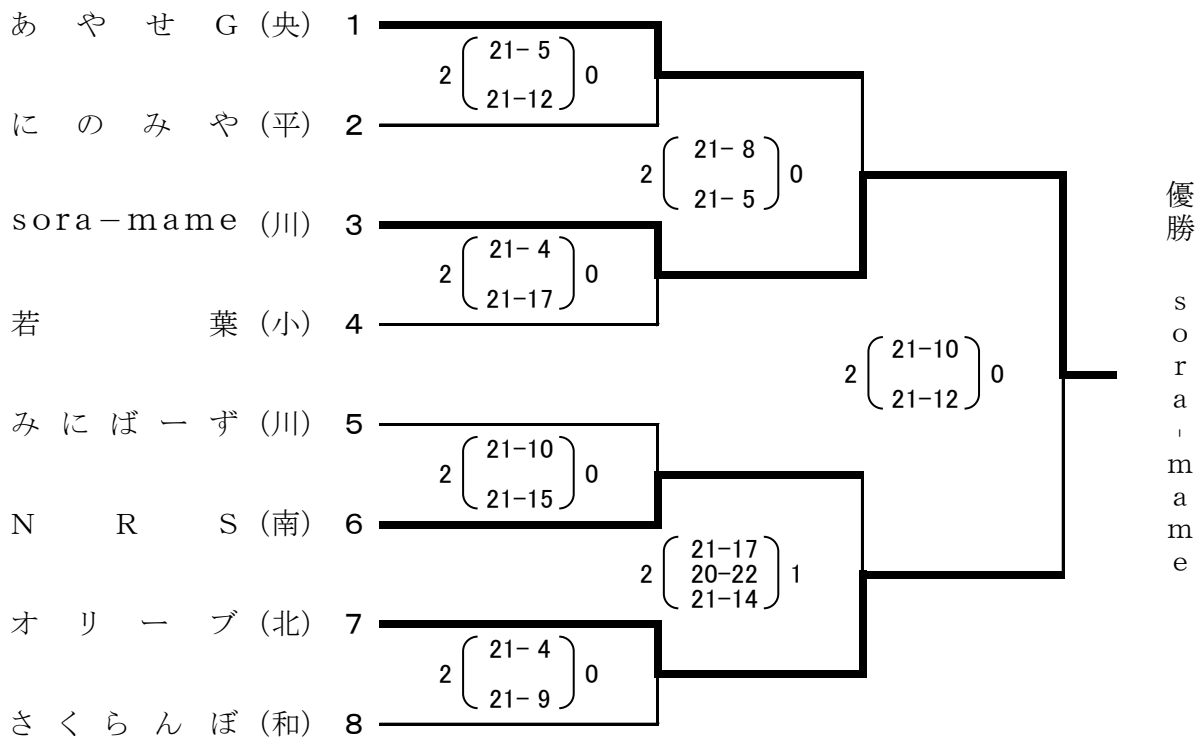 あやせG（央） 1
2 21- 5 0
21-12
にのみや（平） 2
2 21- 8 0
21- 5
sora－mame（川） 3
2 21- 4 0
21-17
若葉（小） 4
2 21-10 0
21-12
みにばーず（川） 5
2 21-10 0
21-15
NRS（南） 6
2 21-17 1
20-22
21-14
オリーブ（北） 7
2 21- 4 0
21- 9
さくらんぼ（和） 8
優勝 sora-mame